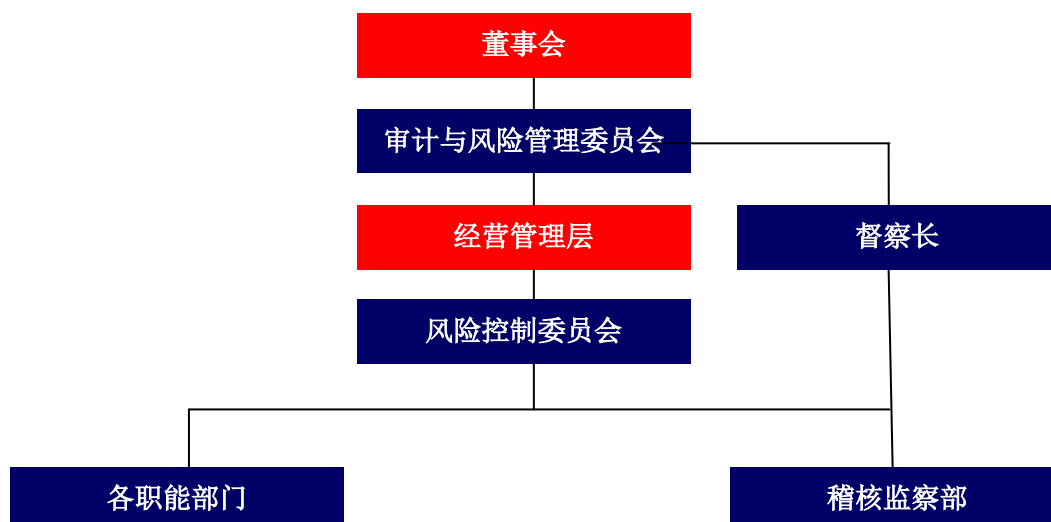 董事会
审计与风险管理委员会
经营管理层
督察长
风险控制委员会
各职能部门
稽核监察部